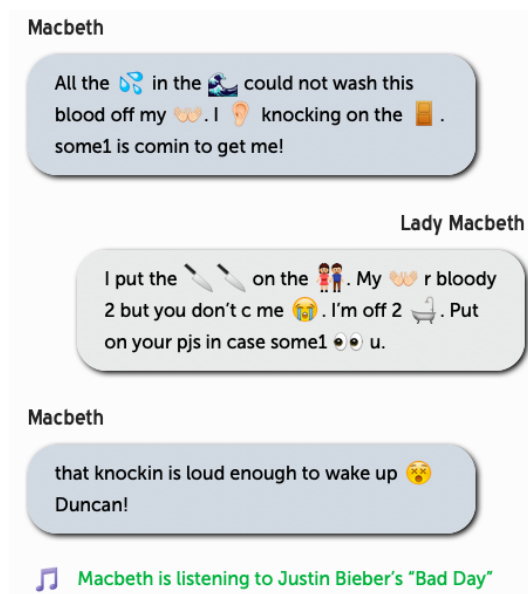 Macbeth
All the 💦 in the 🌊 could not wash this
blood off my 👐🏻. I 👂🏻 knocking on the 🚪.
some1 is comin to get me!
Lady Macbeth
I put the 🔪🔪 on the 👫. My 👐🏻 r bloody
2 but you don't c me 😭. I'm off 2 🛁. Put
on your pjs in case some1 👀 u.
Macbeth
that knockin is loud enough to wake up 😵
Duncan!
🎵 Macbeth is listening to Justin Bieber's “Bad Day”